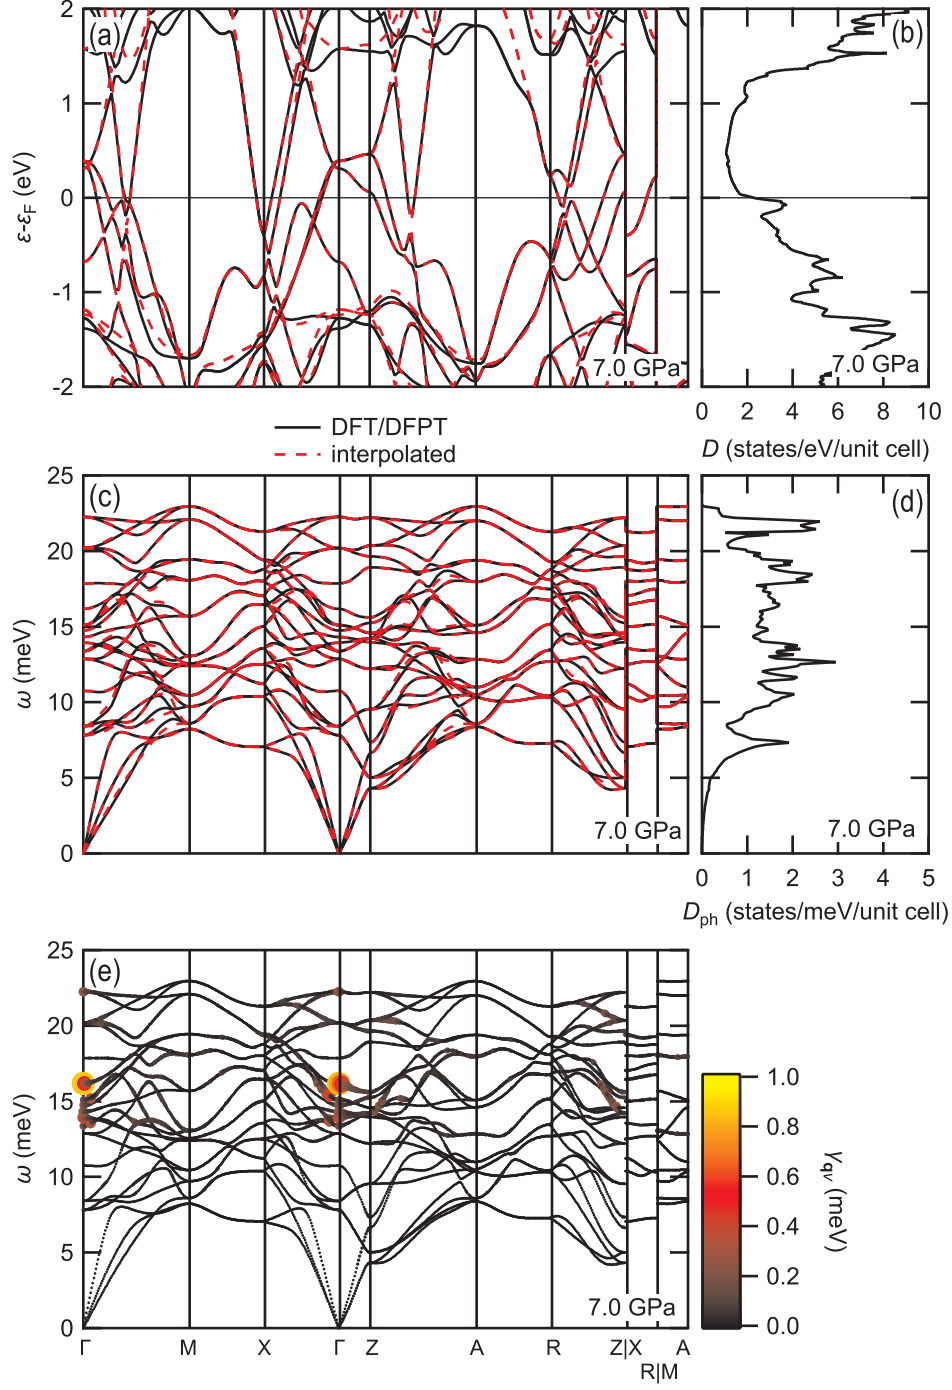 (a)
(b)
2
1
0
-1
-2
ε-εF (eV)
7.0 GPa
7.0 GPa
0 2 4 6 8 10
D (states/eV/unit cell)
DFT/DFPT
interpolated
(c)
(d)
25
20
15
10
5
0
ω (meV)
7.0 GPa
7.0 GPa
0 1 2 3 4 5
Dph (states/meV/unit cell)
(e)
25
20
15
10
5
0
ω (meV)
7.0 GPa
Γ M X Γ Z A R Z|X A
R|M
1.0
0.8
0.6
0.4
0.2
0.0
γqν (meV)